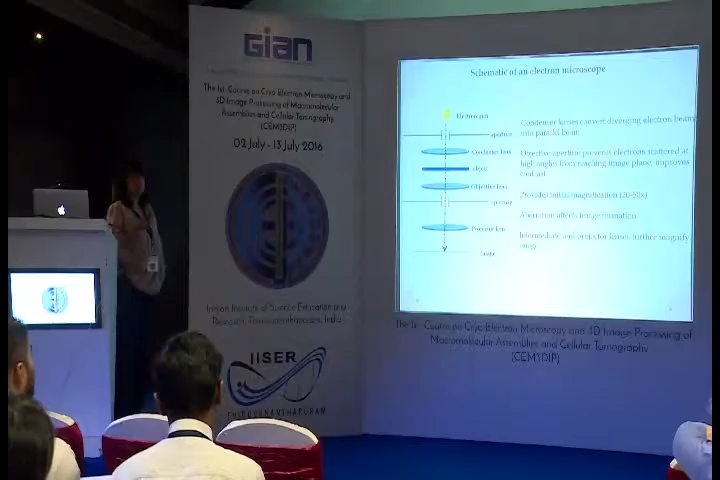 GiAN
The 1st Course on Cryo Electron Microscopy and
3D Image Processing of Macromolecular
Assemblies and Cellular Tomography
(CEM3DIP)
02 July - 13 July 2016
Indian Institute of Science Education and
Research, Thiruvananthapuram, India
IISER
THIRUVANANTHAPURAM
Schematic of an electron microscope
Electron gun
aperture
Condenser lens
object
Objective lens
aperture
Projector lens
Image
Condenser lenses convert diverging electron beam
into parallel beam
Objective aperture prevents electrons scattered at
high angles from reaching image plane, improves
contrast
Provides initial magnification (20-50x)
Aberration affects image formation
Intermediate and projector lenses further magnify
image
The 1st Course on Cryo Electron Microscopy and 3D Image Processing of
Macromolecular Assemblies and Cellular Tomography
(CEM3DIP)